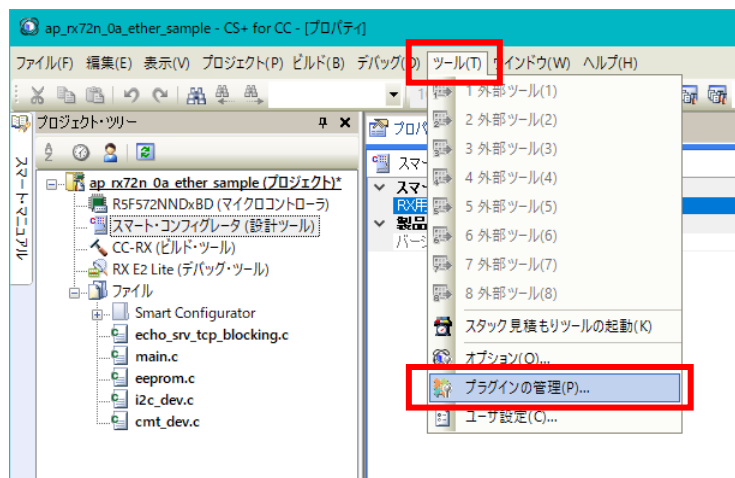 ap_rx72n_0a_ether_sample - CS+ for CC - [プロパティ]
ファイル(F) 編集(E) 表示(V) プロジェクト(P) ビルド(B) デバッグ(D) ツール(T) ウインドウ(W) ヘルプ(H)
プロジェクト・ツリー
スマート・マニュアル
ap_rx72n_0a_ether_sample (プロジェクト)*
R5F572NNDxBD (マイクロコントローラ)
スマート・コンフィグレータ (設計ツール)
CC-RX (ビルド・ツール)
RX E2 Lite (デバッグ・ツール)
ファイル
Smart Configurator
echo_srv_tcp_blocking.c
main.c
eeprom.c
i2c_dev.c
cmt_dev.c
プロパ
スマー
スマー
RX用
製品
バージ
1 外部ツール(1)
2 外部ツール(2)
3 外部ツール(3)
4 外部ツール(4)
5 外部ツール(5)
6 外部ツール(6)
7 外部ツール(7)
8 外部ツール(8)
スタック見積もりツールの起動(K)
オプション(O)...
プラグインの管理(P)...
ユーザ設定(C)...